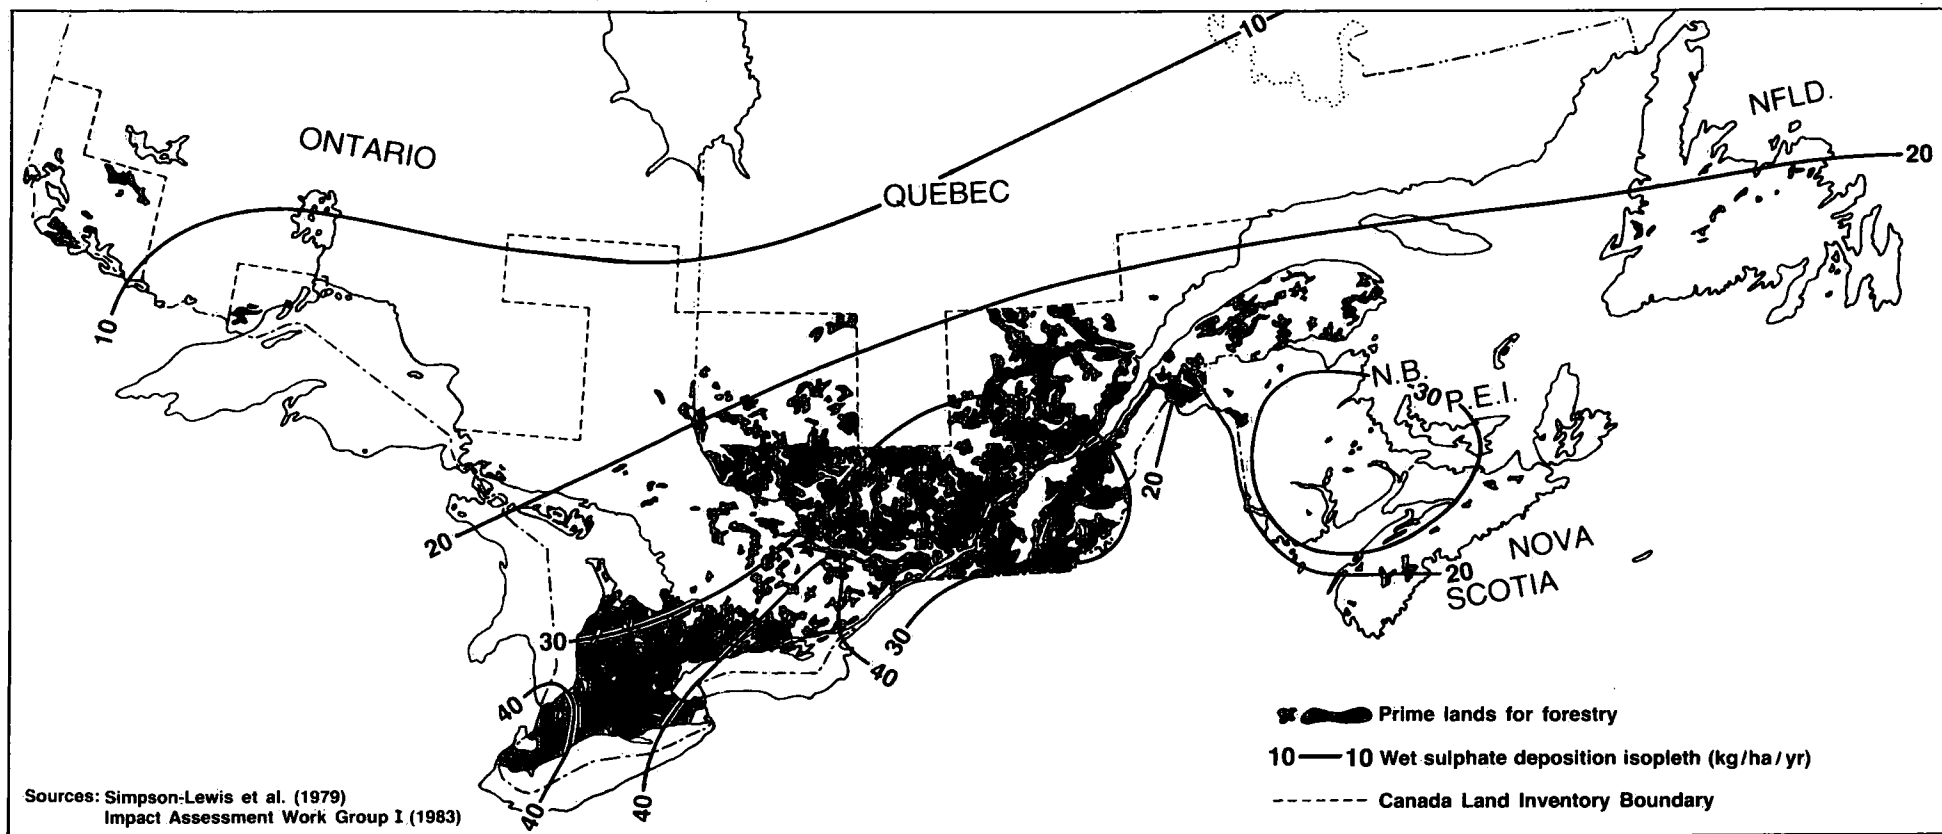 10
ONTARIO
QUEBEC
NFLD.
20
10
N.B.
30
P.E.I.
20
20
NOVA
SCOTIA
20
30
30
40
40
40
40
Prime lands for forestry
10 10 Wet sulphate deposition isopleth (kg/ha/yr)
Canada Land Inventory Boundary
Sources: Simpson-Lewis et al. (1979)
Impact Assessment Work Group I (1983)